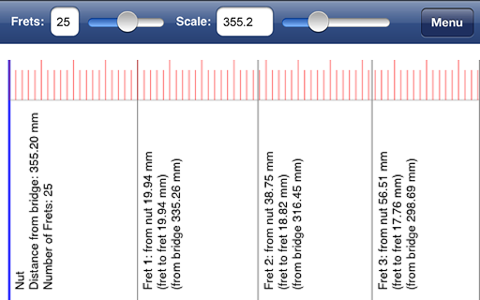 Frets: 25 Scale: 355.2 Menu
Nut
Distance from bridge: 355.20 mm
Number of Frets: 25
Fret 1: from nut 19.94 mm
(fret to fret 19.94 mm)
(from bridge 335.26 mm)
Fret 2: from nut 38.75 mm
(fret to fret 18.82 mm)
(from bridge 316.45 mm)
Fret 3: from nut 56.51 mm
(fret to fret 17.76 mm)
(from bridge 298.69 mm)